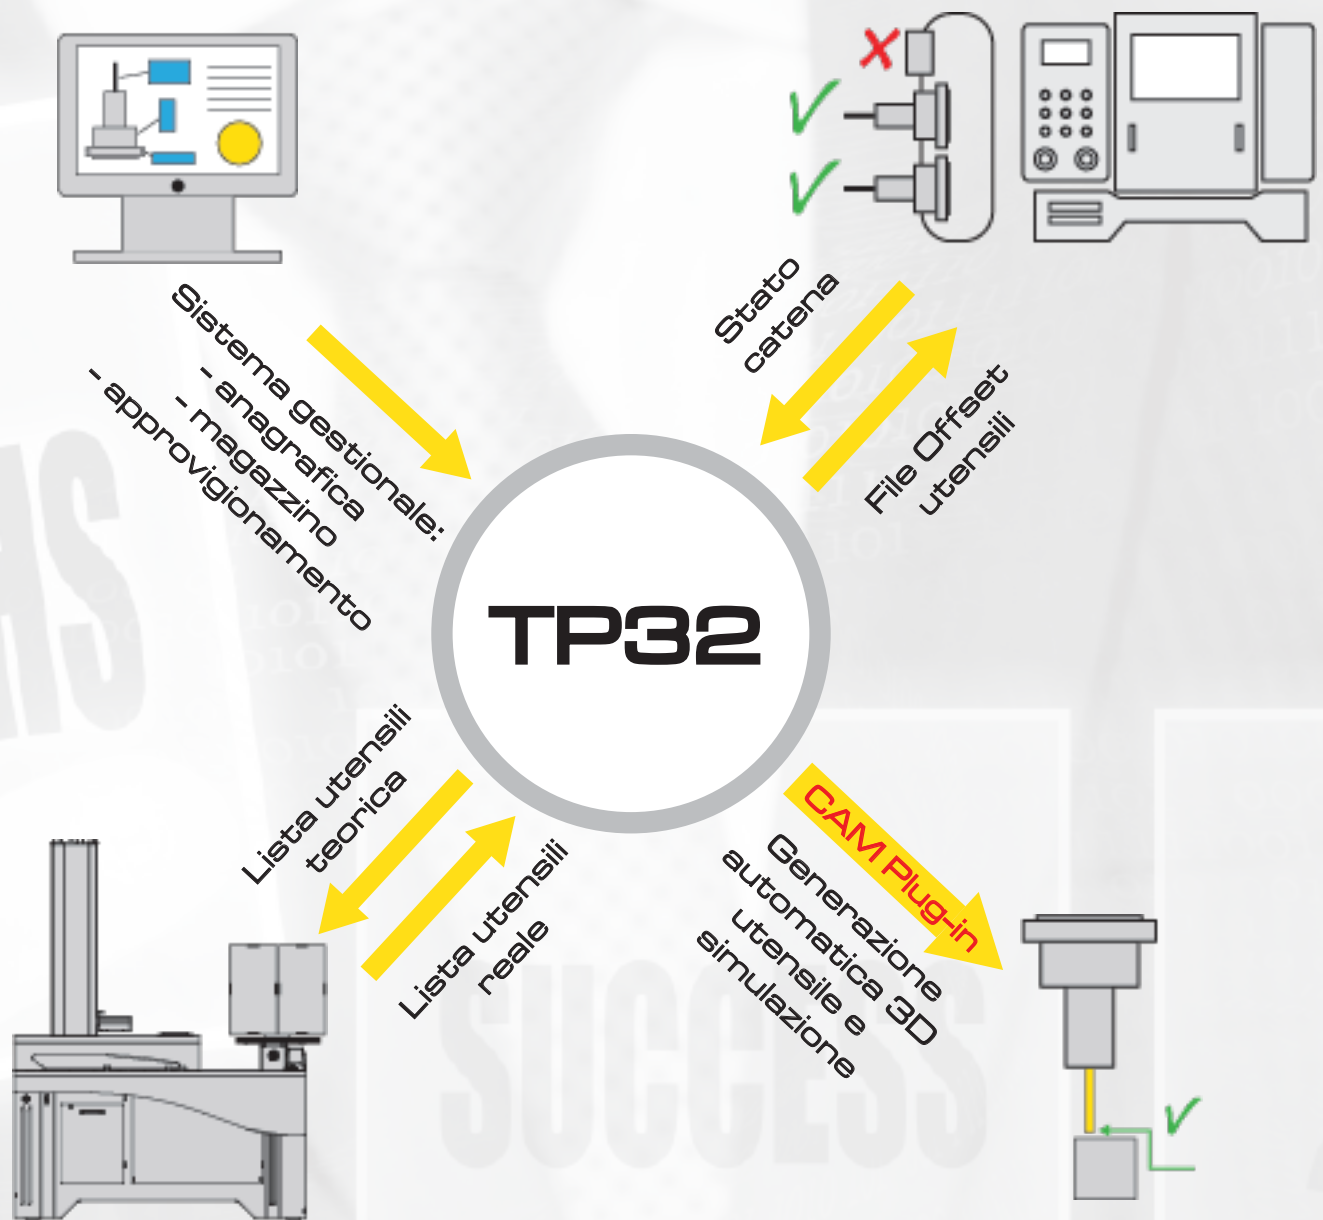 Sistema gestionale:
- anagrafica
- magazzino
- approvigionamento
Stato
catena
File Offset
utensili
TP32
Lista utensili
teorica
Lista utensili
reale
CAM Plug-in
Generazione
automatica 3D
utensile e
simulazione
SUCCESS